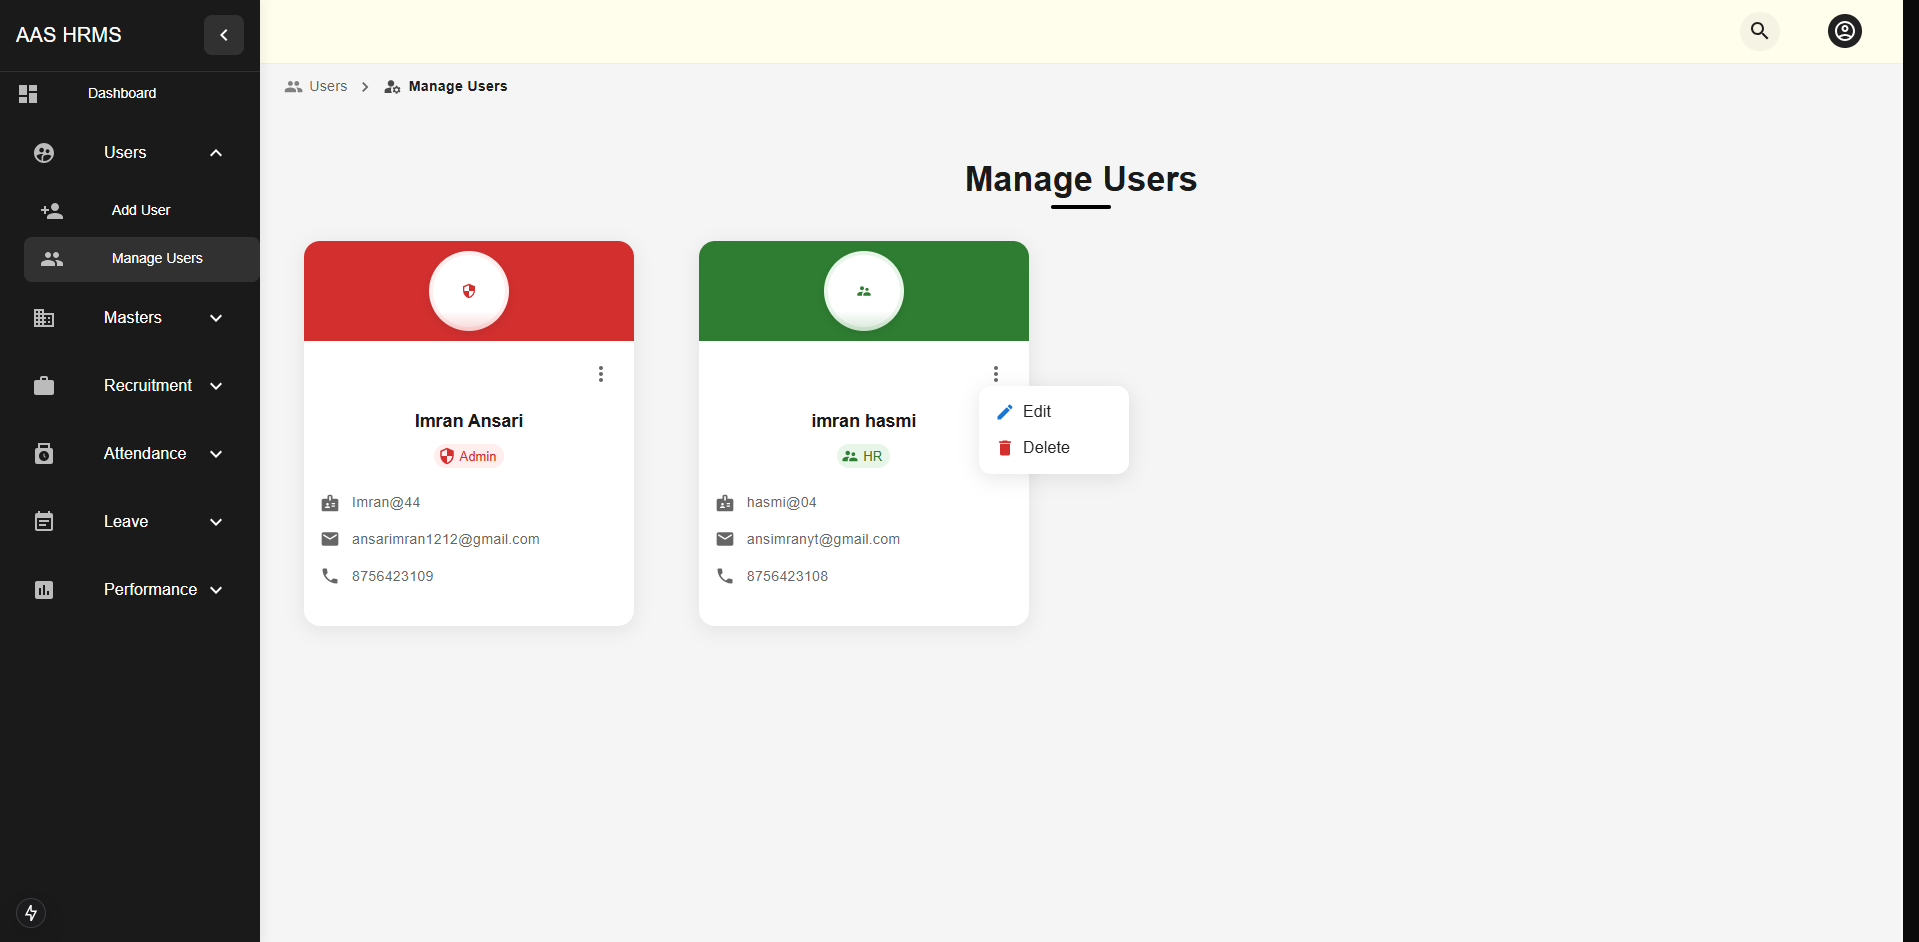 AAS HRMS
Dashboard
Users
Add User
Manage Users
Masters
Recruitment
Attendance
Leave
Performance
Users
Manage Users
Manage Users
Imran Ansari
Admin
Imran@44
ansarimran1212@gmail.com
8756423109
imran hasmi
HR
hasmi@04
ansimranyt@gmail.com
8756423108
Edit
Delete